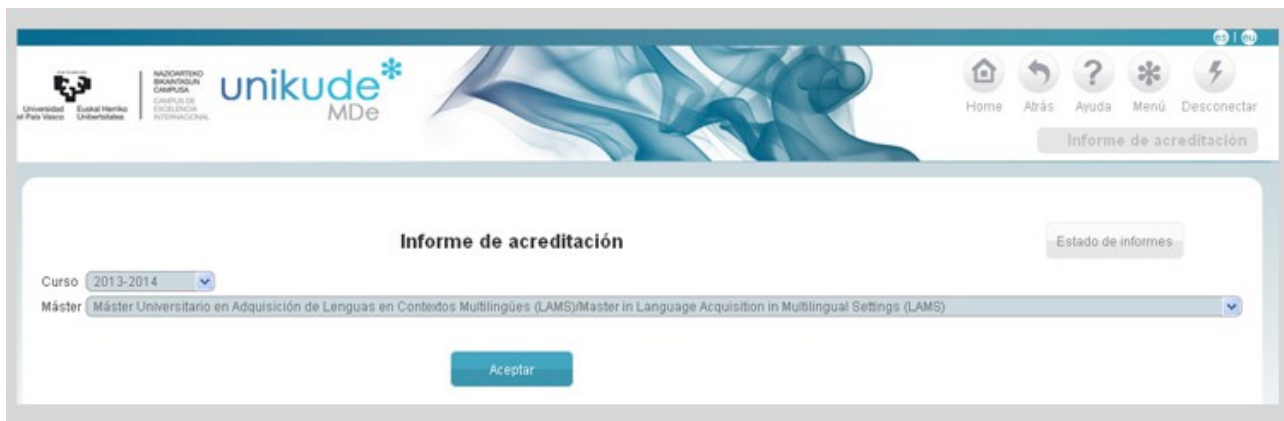 es | eu
Universidad Euskal Herriko
del País Vasco Unibertsitatea
NAZIOARTEKO
BIKAINTASUN
CAMPUSA
CAMPUS DE
EXCELENCIA
INTERNACIONAL
unikude*
MDe
Home Atrás Ayuda Menú Desconectar
Informe de acreditación
Informe de acreditación
Estado de informes
Curso 2013-2014
Máster Máster Universitario en Adquisición de Lenguas en Contextos Multilingües (LAMS)/Master in Language Acquisition in Multilingual Settings (LAMS)
Aceptar